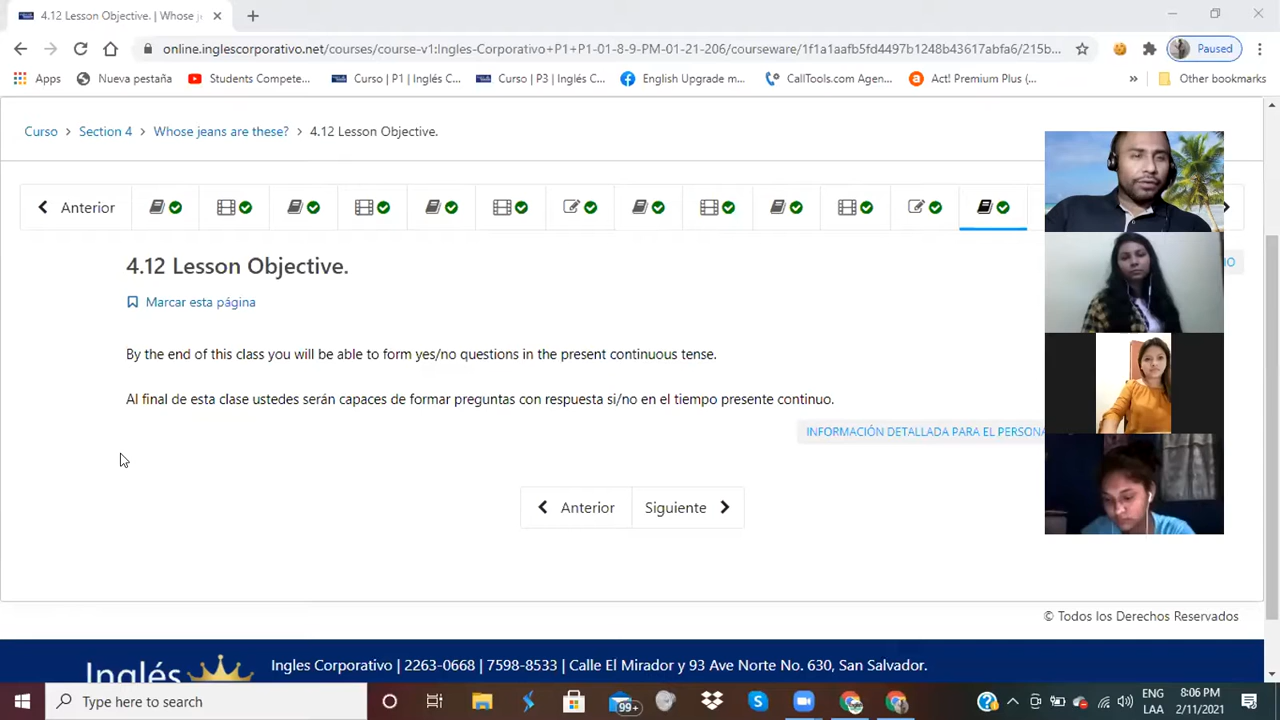 4.12 Lesson Objective. | Whose je
online.inglescorporativo.net/courses/course-v1:Ingles-Corporativo+P1+P1-01-8-9-PM-01-21-206/courseware/1f1a1aafb5fd4497b1248b43617abfa6/215b...
Paused
Apps
Nueva pestaña
Students Compete...
Curso | P1 | Inglés C...
Curso | P3 | Inglés C...
English Upgrade m...
CallTools.com Agen...
Act! Premium Plus (...
»
Other bookmarks
Curso > Section 4 > Whose jeans are these? > 4.12 Lesson Objective.
Anterior
4.12 Lesson Objective.
Marcar esta página
By the end of this class you will be able to form yes/no questions in the present continuous tense.
Al final de esta clase ustedes serán capaces de formar preguntas con respuesta si/no en el tiempo presente continuo.
INFORMACIÓN DETALLADA PARA EL PERSONA
Anterior
Siguiente
© Todos los Derechos Reservados
Inglés
Ingles Corporativo | 2263-0668 | 7598-8533 | Calle El Mirador y 93 Ave Norte No. 630, San Salvador.
Type here to search
99+
ENG
LAA
8:06 PM
2/11/2021